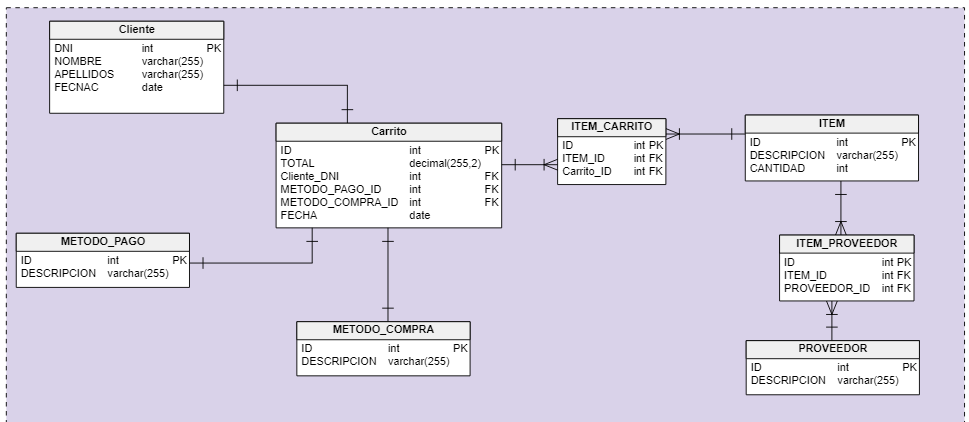 Cliente
DNI int PK
NOMBRE varchar(255)
APELLIDOS varchar(255)
FECNAC date
Carrito
ID int PK
TOTAL decimal(255,2)
Cliente_DNI int FK
METODO_PAGO_ID int FK
METODO_COMPRA_ID int FK
FECHA date
ITEM_CARRITO
ID int PK
ITEM_ID int FK
Carrito_ID int FK
ITEM
ID int PK
DESCRIPCION varchar(255)
CANTIDAD int
METODO_PAGO
ID int PK
DESCRIPCION varchar(255)
ITEM_PROVEEDOR
ID int PK
ITEM_ID int FK
PROVEEDOR_ID int FK
METODO_COMPRA
ID int PK
DESCRIPCION varchar(255)
PROVEEDOR
ID int PK
DESCRIPCION varchar(255)